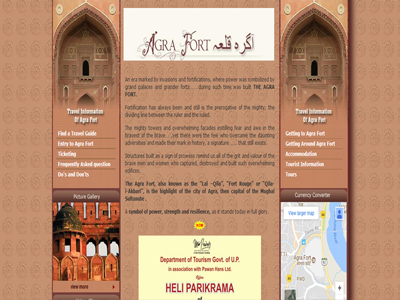 AGRA FORT آگرہ قلعہ
An era marked by invasions and fortifications, where power was symbolized by
grand palaces and grander forts..... during such time was built THE AGRA
FORT.
Fortification has always been and still is the prerogative of the mighty; the
dividing line between the ruler and the ruled.
The mighty towers and overwhelming facades instilling fear and awe in the
bravest of the brave....yet there were the few who overcame the daunting
adversaries and made their mark in history, a signature ..... that still exists.
Structures built as a sign of prowess remind us all of the grit and valour of the
brave men and women who captured, destroyed and built such overwhelming
edifices.
The Agra Fort, also known as the "Lal –Qila", "Fort Rouge" or "Qila-
i-Akbari", is the highlight of the city of Agra, then capital of the Mughal
Sultanate .
A symbol of power, strength and resilience, as it stands today in full glory.
Travel Information
Of Agra Fort
Find a Travel Guide
Entry to Agra Fort
Ticketing
Frequently Asked question
Do's and Dont's
Picture Gallery
view more
NEW
Department of Tourism Govt. of U.P.
in association with Pawan Hans Ltd.
HELI PARIKRAMA
of
Travel Information
Of Agra Fort
Getting to Agra Fort
Getting Around Agra Fort
Accommodation
Tourist Information
Tours
Currency Converter
View larger map
Agra Fort